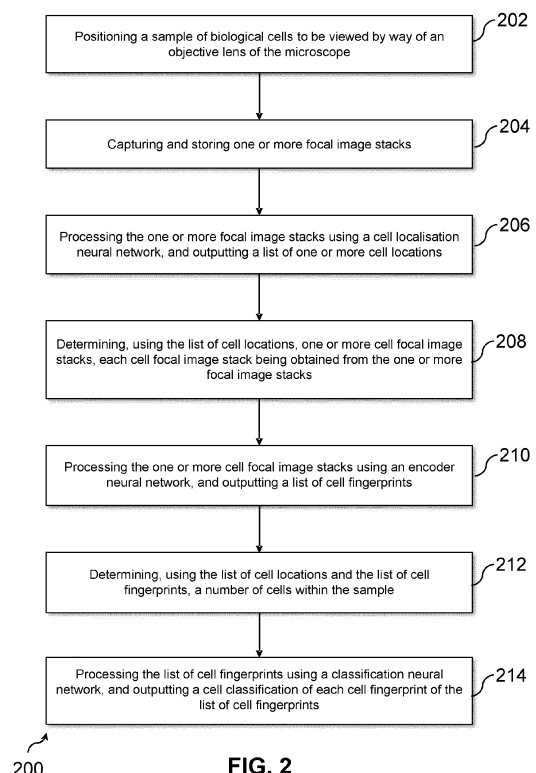 202
Positioning a sample of biological cells to be viewed by way of an
objective lens of the microscope
204
Capturing and storing one or more focal image stacks
206
Processing the one or more focal image stacks using a cell localisation
neural network, and outputting a list of one or more cell locations
208
Determining, using the list of cell locations, one or more cell focal image
stacks, each cell focal image stack being obtained from the one or more
focal image stacks
210
Processing the one or more cell focal image stacks using an encoder
neural network, and outputting a list of cell fingerprints
212
Determining, using the list of cell locations and the list of cell
fingerprints, a number of cells within the sample
214
Processing the list of cell fingerprints using a classification neural
network, and outputting a cell classification of each cell fingerprint of the
list of cell fingerprints
200
FIG. 2